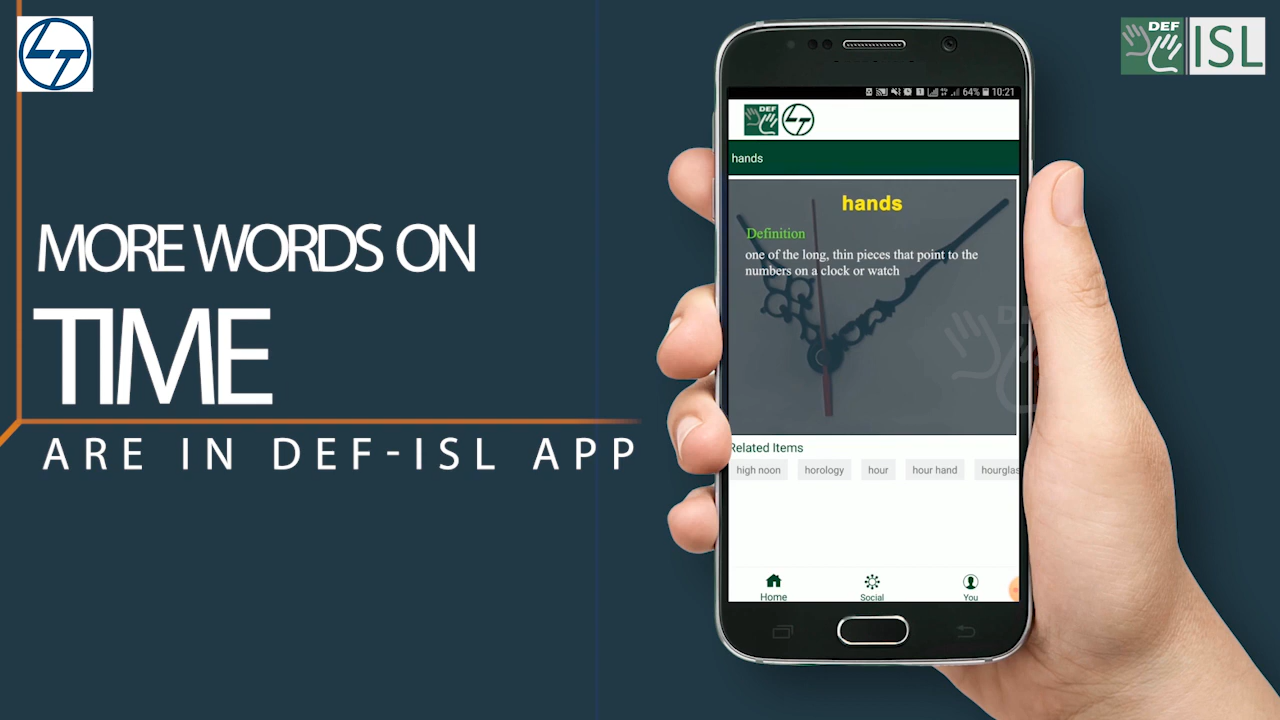 DEF
ISL
MORE WORDS ON
TIME
ARE IN DEF-ISL APP
64% 10:21
DEF
hands
hands
Definition
one of the long, thin pieces that point to the
numbers on a clock or watch
Related Items
high noon horology hour hour hand hourglas
Home Social You